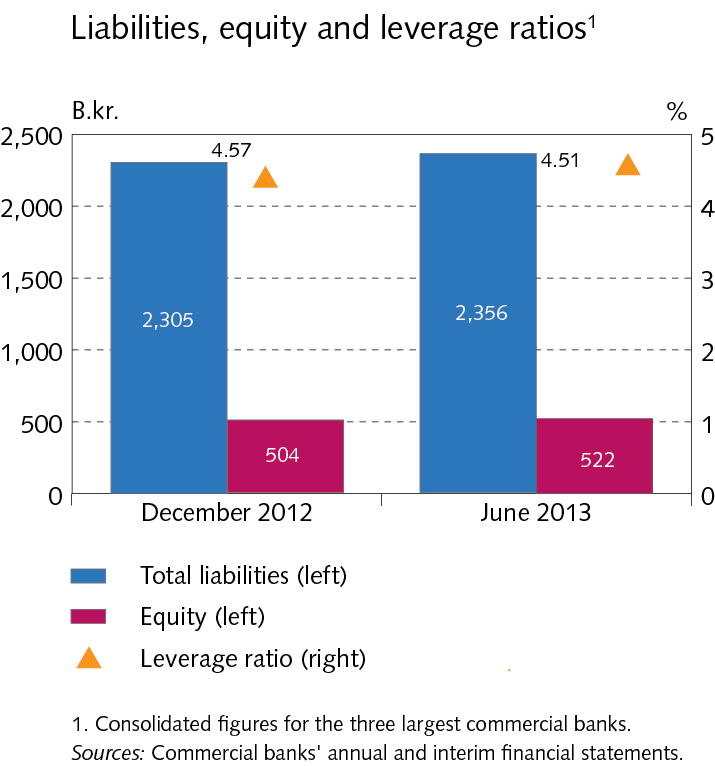 Liabilities, equity and leverage ratios¹
B.kr. %
2,500 5
4.57
4.51
2,000 4
1,500 3
2,305
2,356
1,000 2
500 1
504
522
0 0
December 2012 June 2013
Total liabilities (left)
Equity (left)
Leverage ratio (right)
1. Consolidated figures for the three largest commercial banks.
Sources: Commercial banks' annual and interim financial statements.